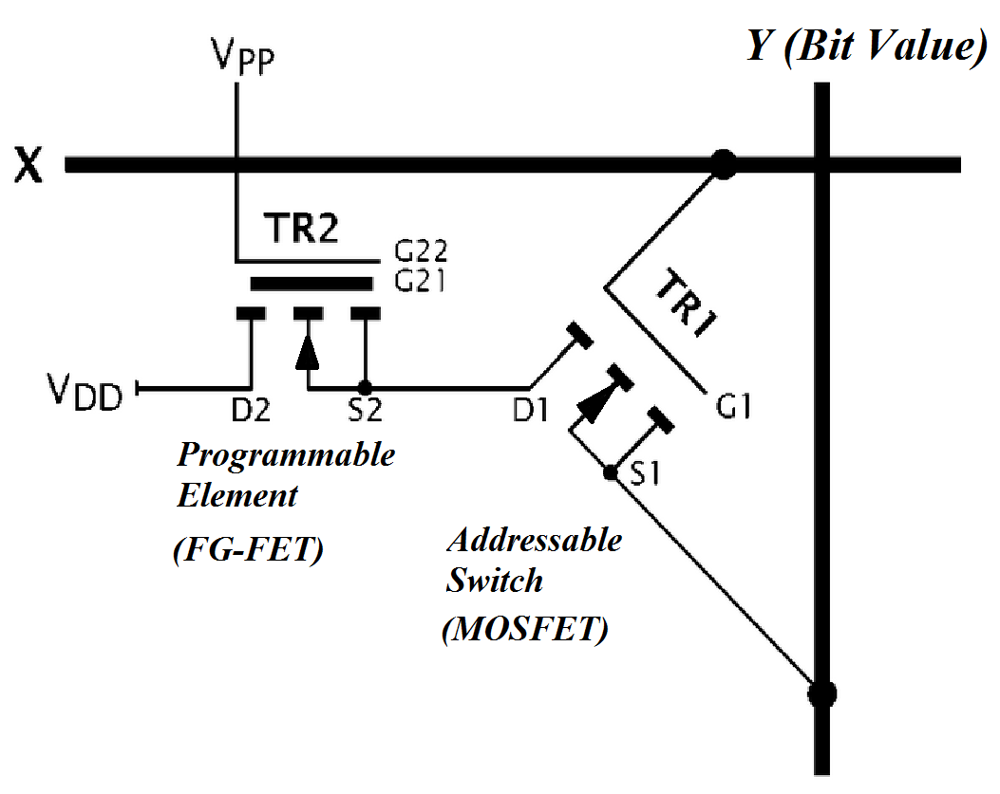 Y (Bit Value)
VPP
X
TR2
G22
G21
TR1
VDD
D2
S2
D1
G1
Programmable
Element
(FG-FET)
S1
Addressable
Switch
(MOSFET)